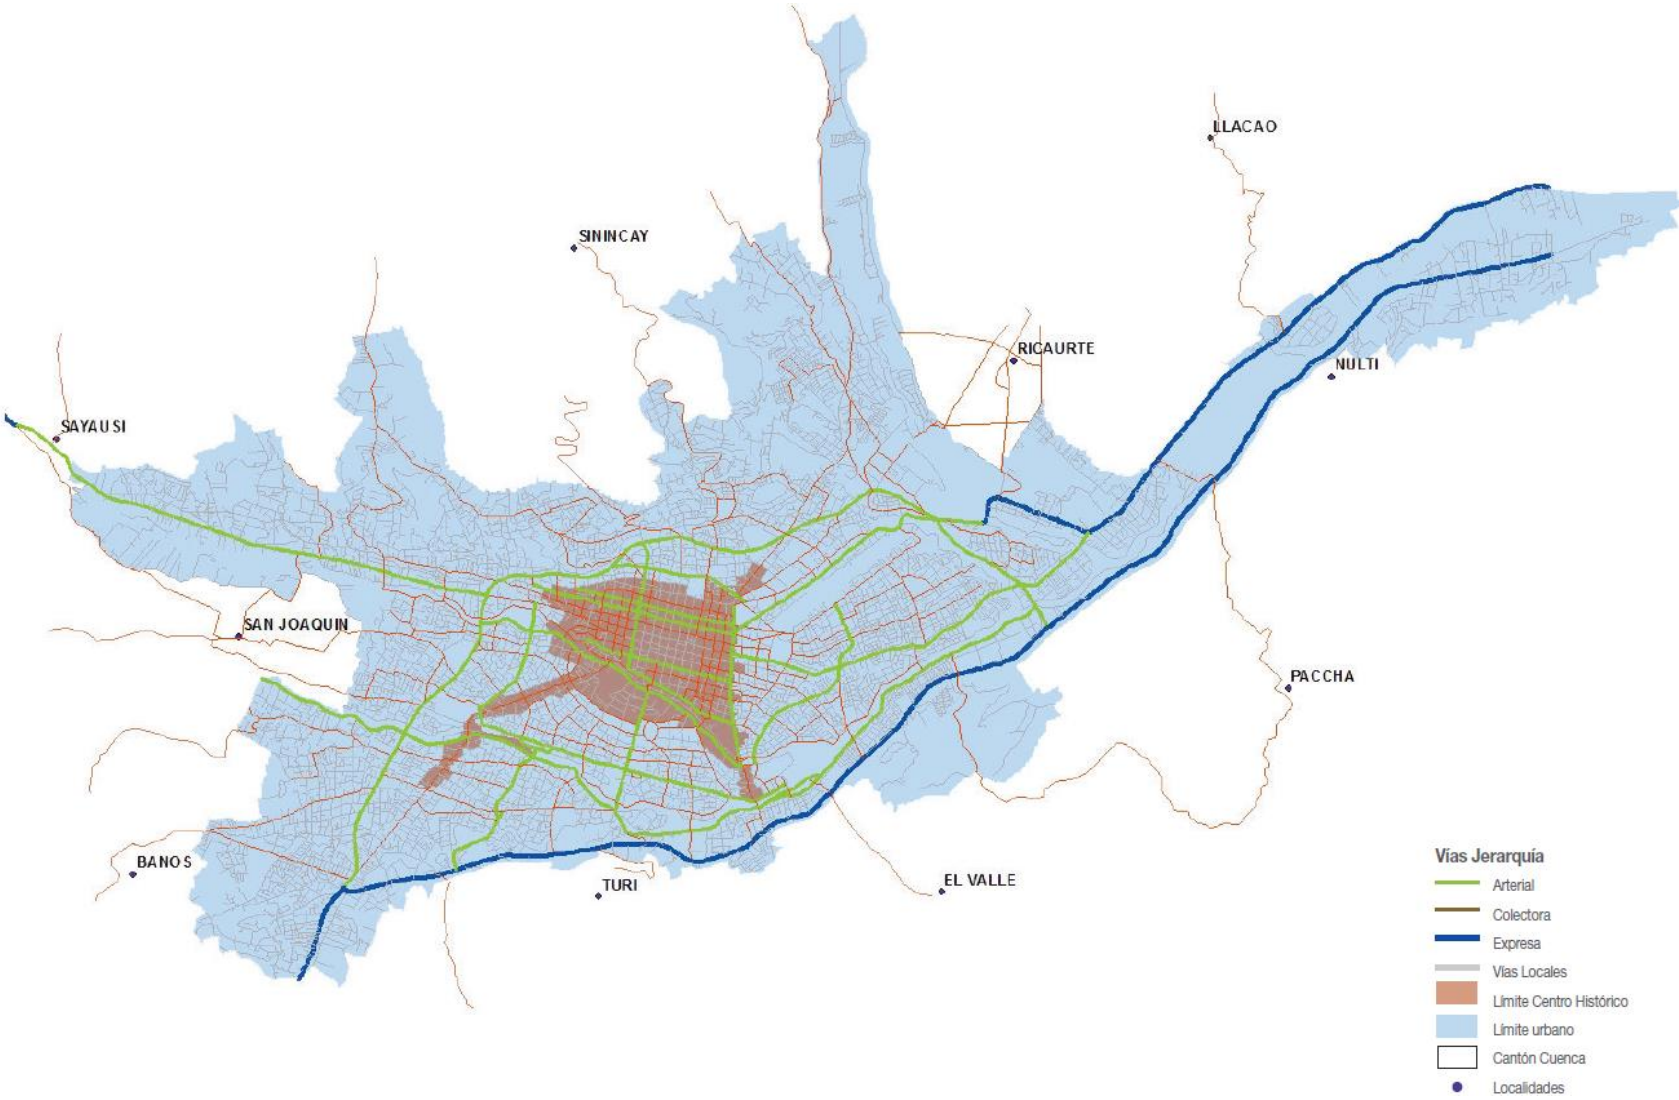 LLACAO
SININCAY
RICAURTE
NULTI
SAYAUSI
SAN JOAQUIN
PACCHA
BANOS
TURI
EL VALLE
Vías Jerarquía
Arterial
Colectora
Expresa
Vías Locales
Límite Centro Histórico
Límite urbano
Cantón Cuenca
Localidades